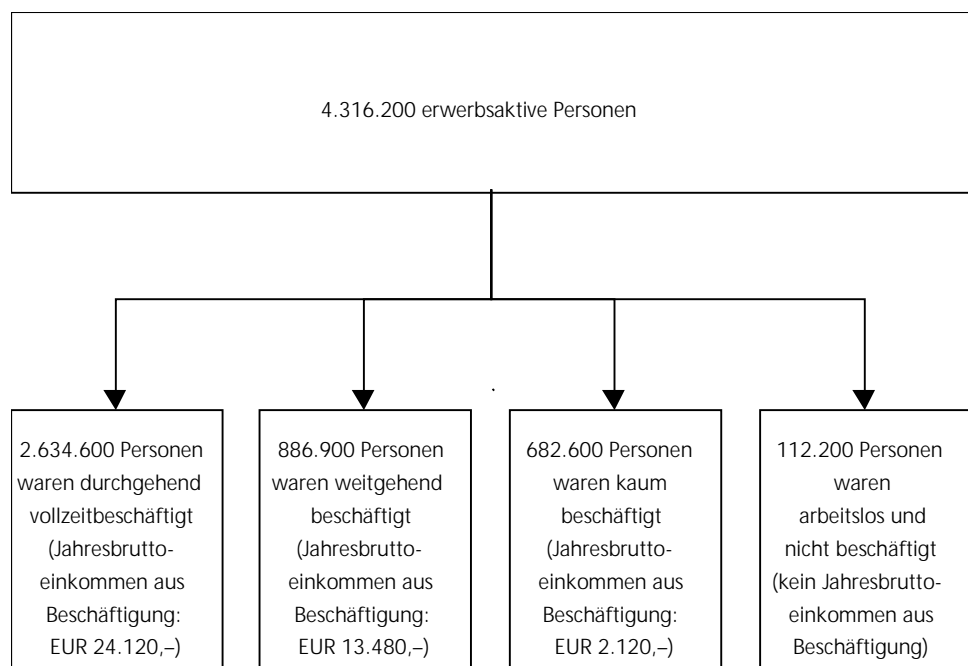 4.316.200 erwerbsaktive Personen
2.634.600 Personen
waren durchgehend
vollzeitbeschäftigt
(Jahresbrutto-
einkommen aus
Beschäftigung:
EUR 24.120,–)
886.900 Personen
waren weitgehend
beschäftigt
(Jahresbrutto-
einkommen aus
Beschäftigung:
EUR 13.480,–)
682.600 Personen
waren kaum
beschäftigt
(Jahresbrutto-
einkommen aus
Beschäftigung:
EUR 2.120,–)
112.200 Personen
waren
arbeitslos und
nicht beschäftigt
(kein Jahresbrutto-
einkommen aus
Beschäftigung)